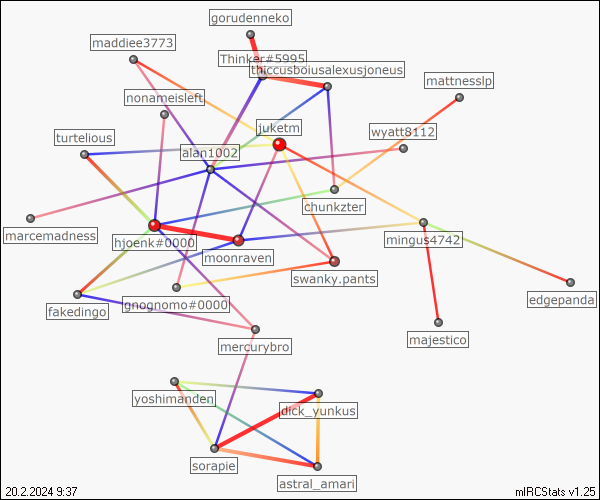 gorudenneko
maddiee3773
Thinker#5995
thiccusboiusalexusjoneus
mattnesslp
nonameisleft
juketm
wyatt8112
turtelious
alan1002
chunkzter
marcemadness
hjoenk#0000
mingus4742
moonraven
swanky.pants
edgepanda
gnognomo#0000
fakedingo
majestico
mercurybro
yoshimanden
dick_yunkus
sorapie
astral_amari
20.2.2024 9:37
mIRCStats v1.25